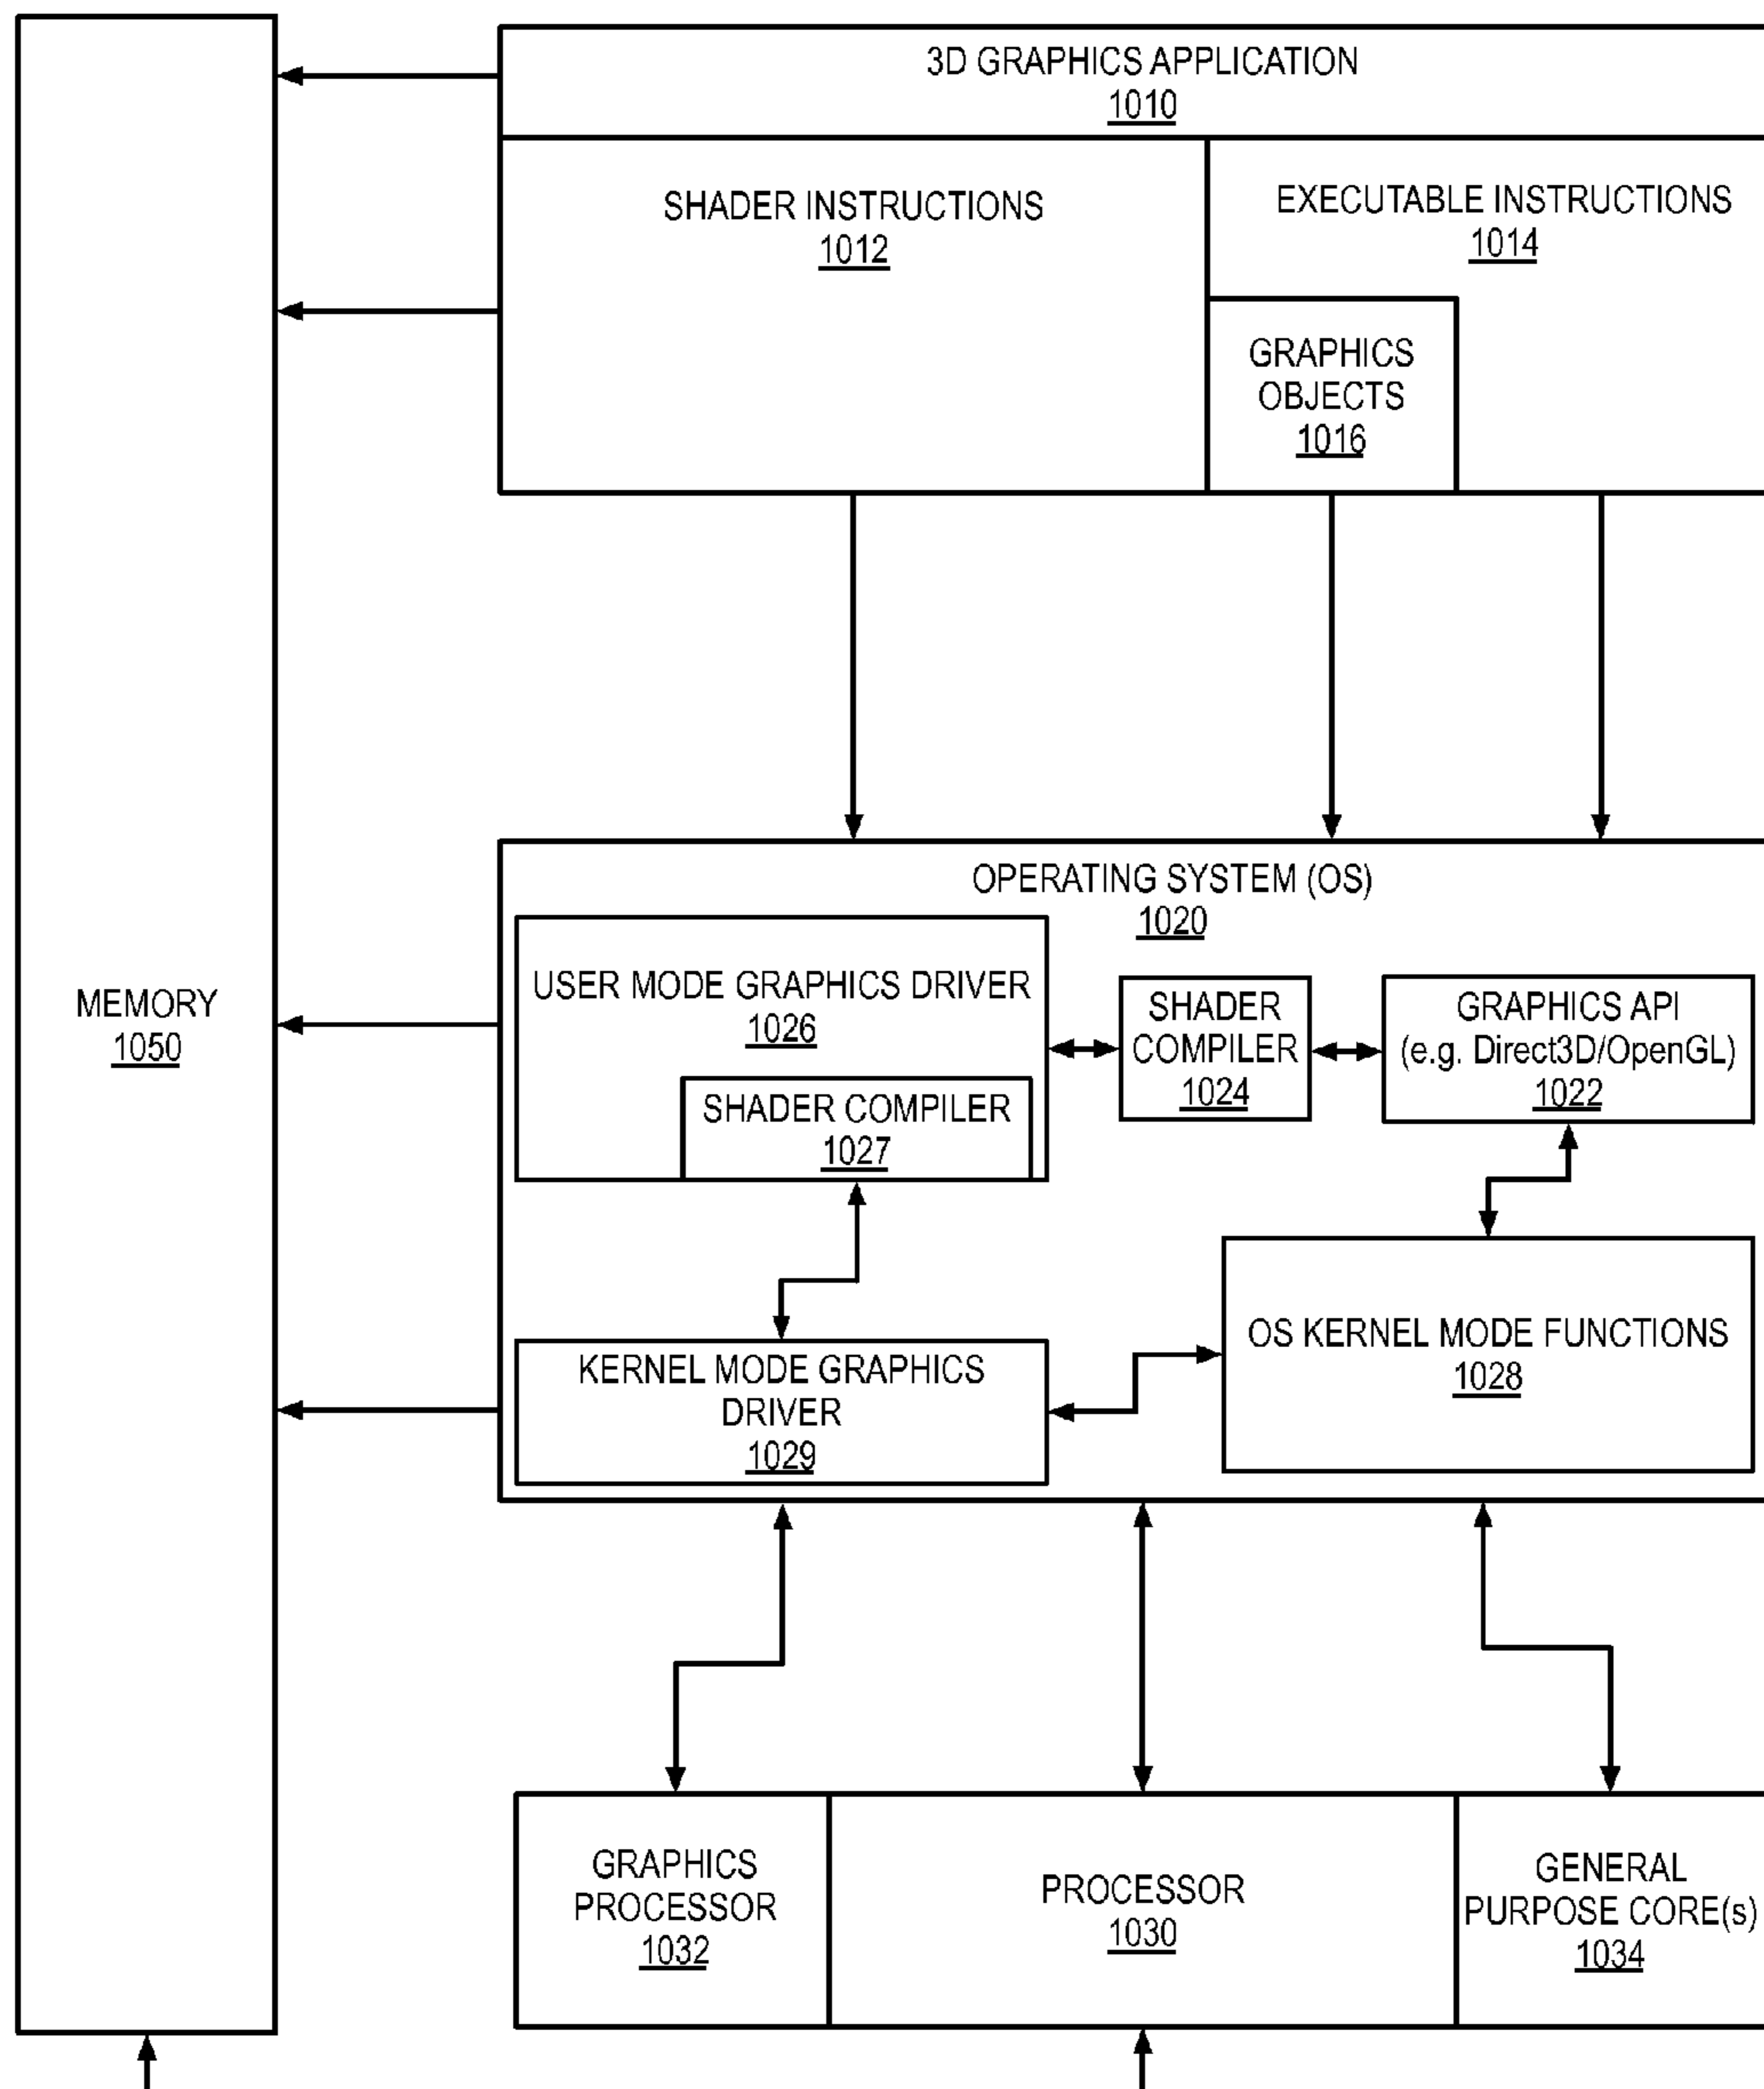 3D GRAPHICS APPLICATION
1010
SHADER INSTRUCTIONS
1012
EXECUTABLE INSTRUCTIONS
1014
GRAPHICS
OBJECTS
1016
OPERATING SYSTEM (OS)
1020
USER MODE GRAPHICS DRIVER
1026
SHADER COMPILER
1027
SHADER
COMPILER
1024
GRAPHICS API
(e.g. Direct3D/OpenGL)
1022
MEMORY
1050
KERNEL MODE GRAPHICS
DRIVER
1029
OS KERNEL MODE FUNCTIONS
1028
GRAPHICS
PROCESSOR
1032
PROCESSOR
1030
GENERAL
PURPOSE CORE(s)
1034